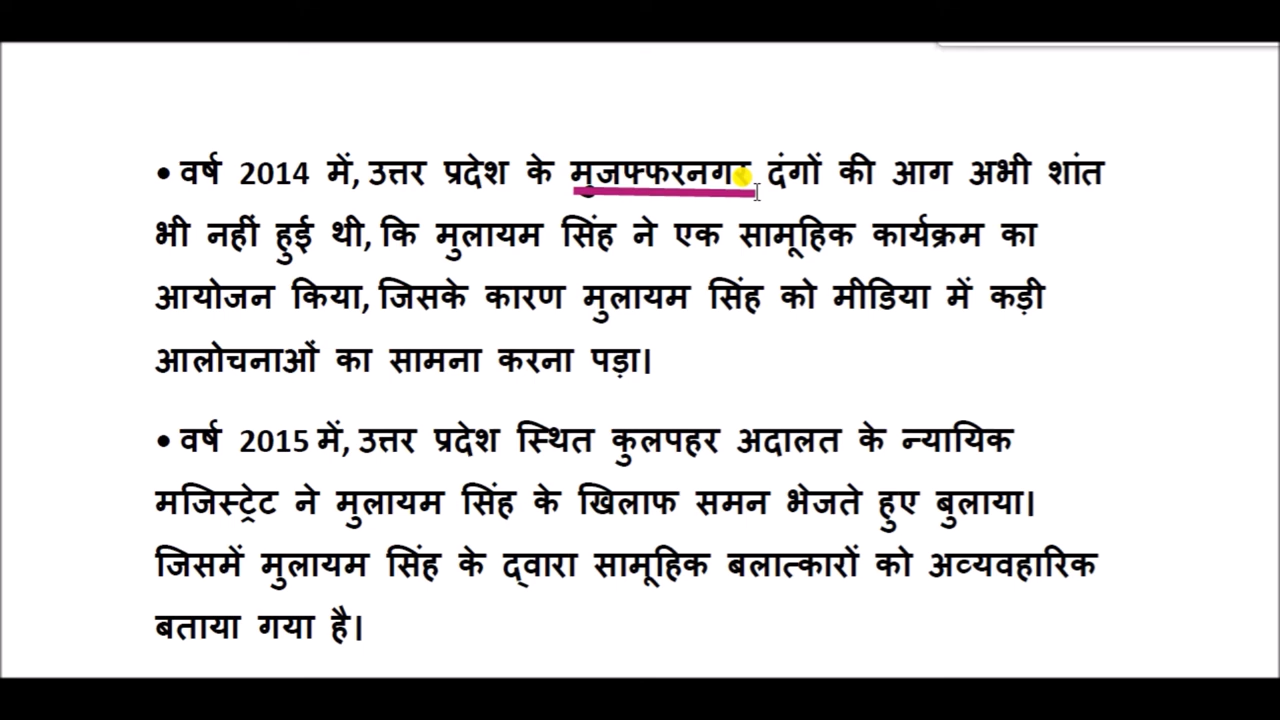 • वर्ष 2014 में, उत्तर प्रदेश के मुजफ्फरनगर दंगों की आग अभी शांत
भी नहीं हुई थी, कि मुलायम सिंह ने एक सामूहिक कार्यक्रम का
आयोजन किया, जिसके कारण मुलायम सिंह को मीडिया में कड़ी
आलोचनाओं का सामना करना पड़ा।
• वर्ष 2015 में, उत्तर प्रदेश स्थित कुलपहर अदालत के न्यायिक
मजिस्ट्रेट ने मुलायम सिंह के खिलाफ समन भेजते हुए बुलाया।
जिसमें मुलायम सिंह के द्वारा सामूहिक बलात्कारों को अव्यवहारिक
बताया गया है।